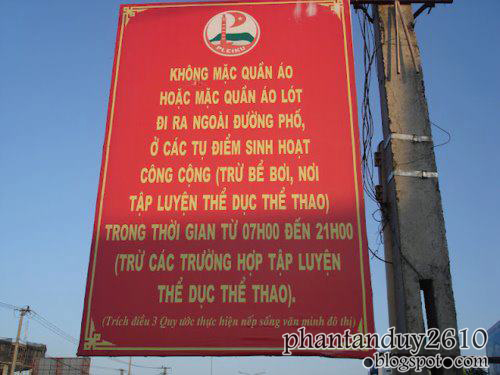 PLEIKU
KHÔNG MẶC QUẦN ÁO
HOẶC MẶC QUẦN ÁO LÓT
ĐI RA NGOÀI ĐƯỜNG PHỐ,
Ở CÁC TỤ ĐIỂM SINH HOẠT
CÔNG CỘNG (TRỪ BỂ BƠI, NƠI
TẬP LUYỆN THỂ DỤC THỂ THAO)
TRONG THỜI GIAN TỪ 07H00 ĐẾN 21H00
(TRỪ CÁC TRƯỜNG HỢP TẬP LUYỆN
THỂ DỤC THỂ THAO).
(Trích điều 3 Quy ước thực hiện nếp sống văn minh đô thị)
phantanduy2610
blogspot.com